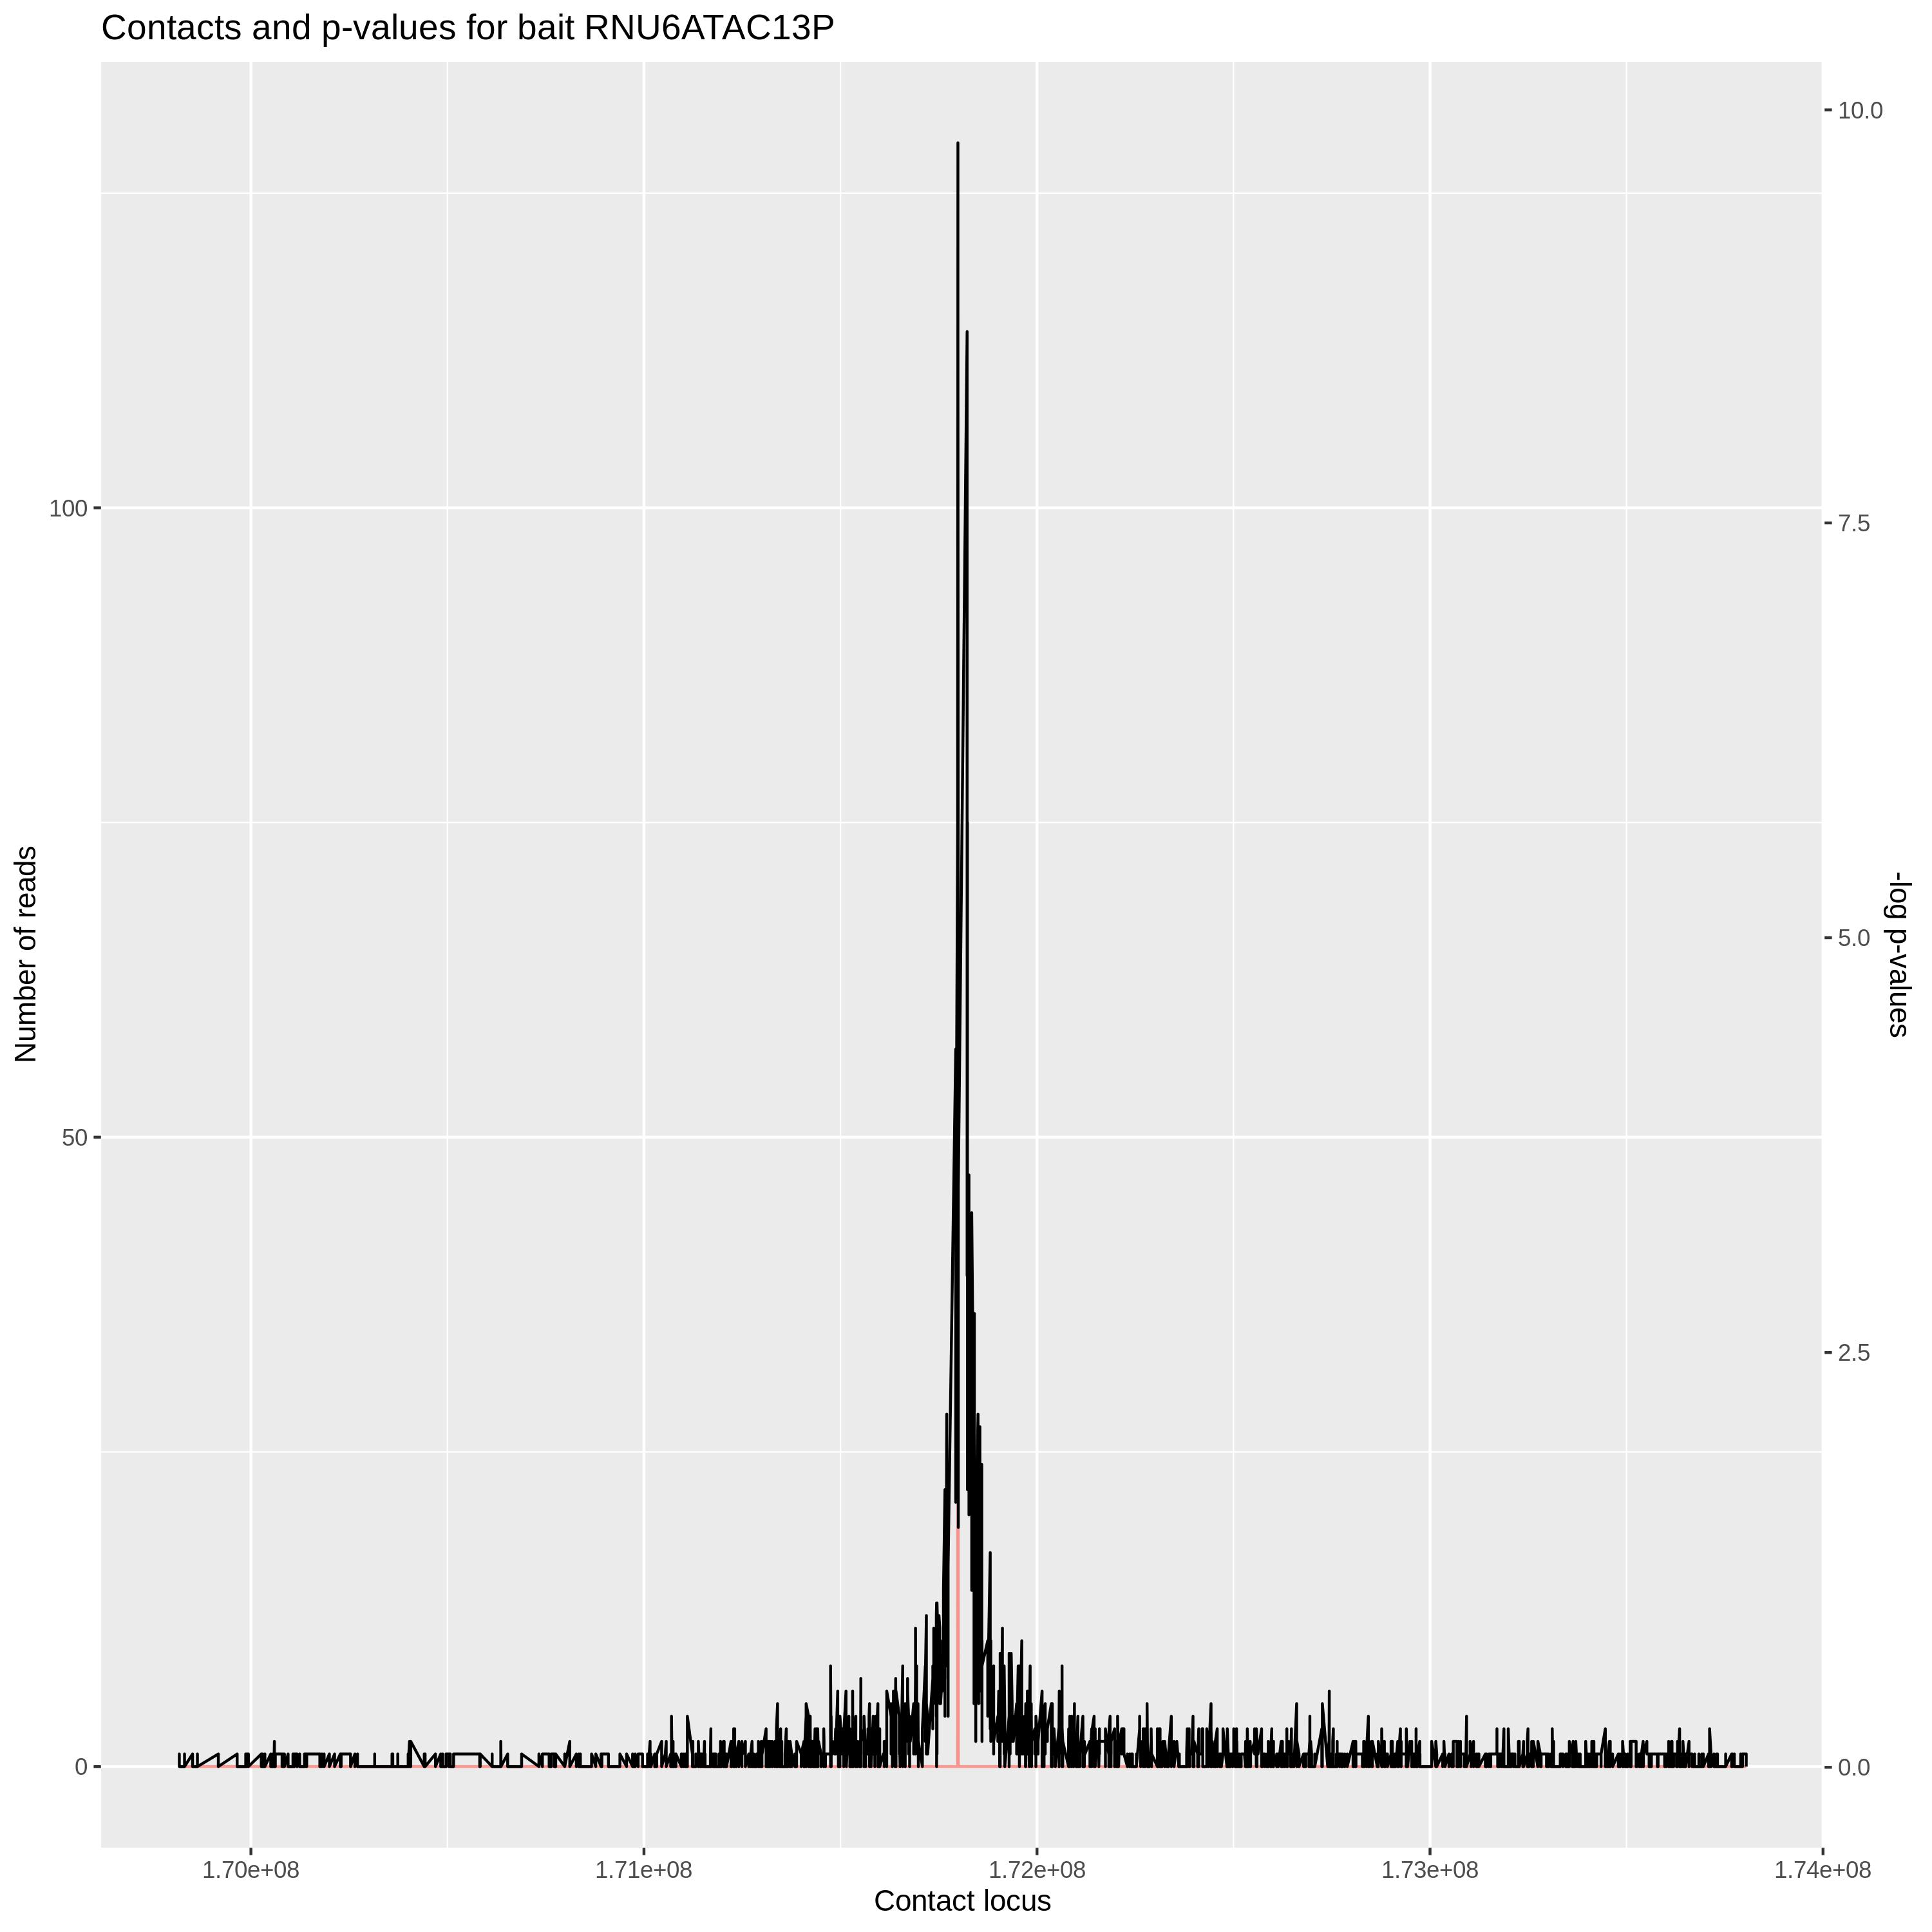 Contacts and p-values for bait RNU6ATAC13P
10.0
100
7.5
Number of reads
-log p-values
5.0
50
2.5
0
0.0
1.70e+08
1.71e+08
1.72e+08
1.73e+08
1.74e+08
Contact locus